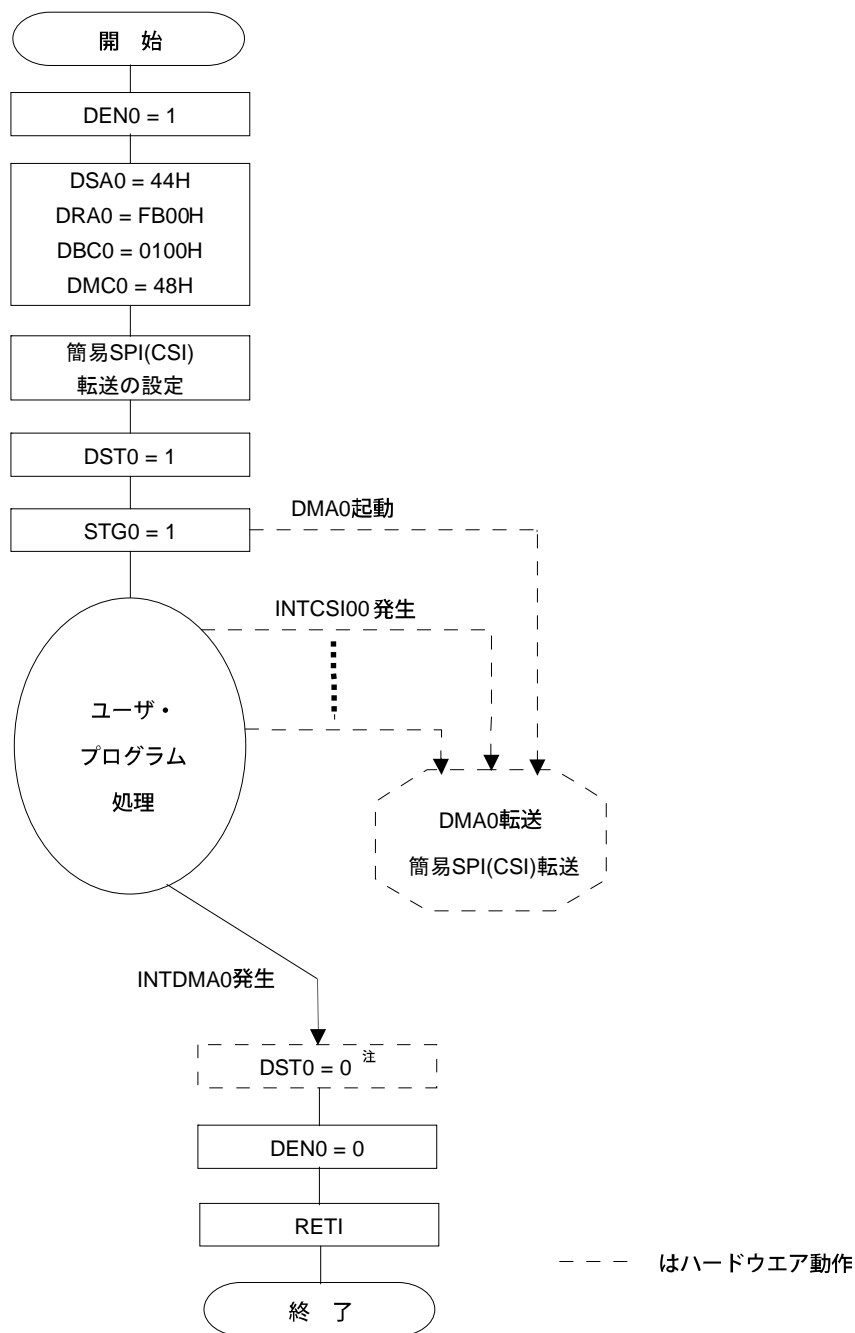 開 始
DEN0 = 1
DSA0 = 44H
DRA0 = FB00H
DBC0 = 0100H
DMC0 = 48H
簡易SPI(CSI)
転送の設定
DST0 = 1
STG0 = 1
DMA0起動
INTCSI00 発生
ユーザ・
プログラム
処理
DMA0転送
簡易SPI(CSI)転送
INTDMA0発生
DST0 = 0 注
DEN0 = 0
RETI
はハードウエア動作
終 了